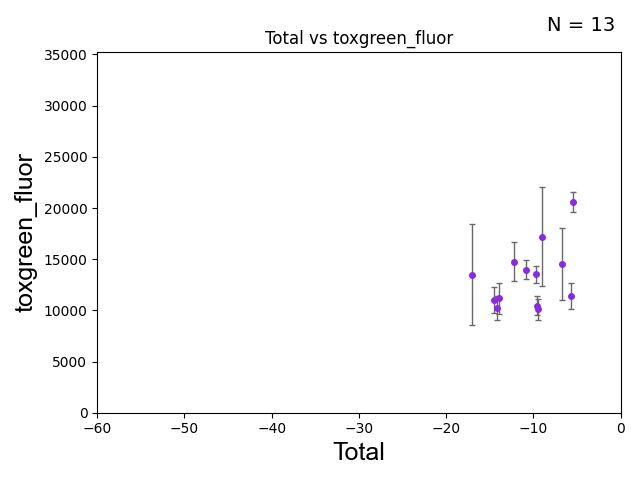 N = 13
Total vs toxgreen_fluor
35000
30000
25000
20000
15000
10000
5000
0
toxgreen_fluor
−60 −50 −40 −30 −20 −10 0
Total